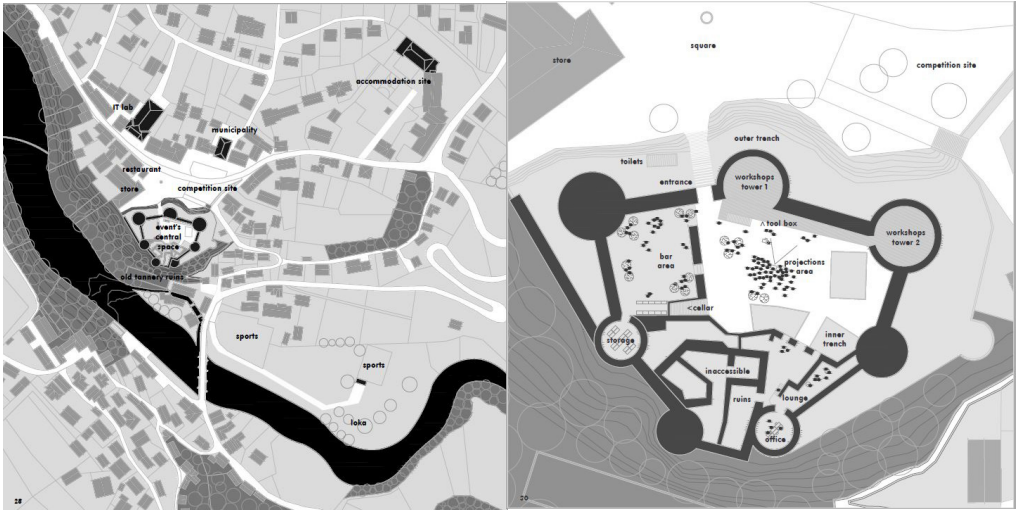 accommodation site
IT lab
municipality
restaurant
store
competition site
event's
central
space
old tannery ruins
sports
sports
loka
28
square
store
competition site
outer trench
toilets
entrance
workshops
tower 1
workshops
tower 2
^ tool box
projections
area
bar
area
<cellar
inner
trench
storage
inaccessible
ruins
lounge
office
30